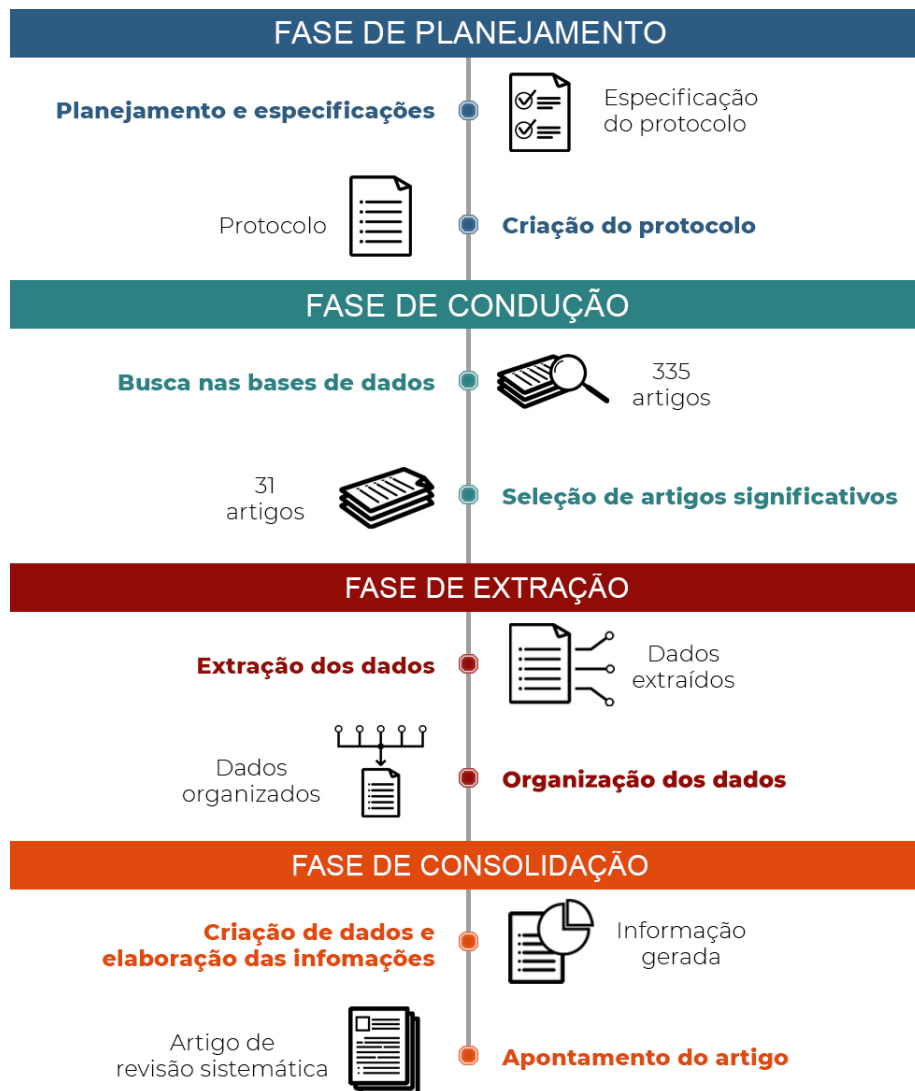 FASE DE PLANEJAMENTO
Planejamento e especificações
Especificação
do protocolo
Protocolo
Criação do protocolo
FASE DE CONDUÇÃO
Busca nas bases de dados
335
artigos
31
artigos
Seleção de artigos significativos
FASE DE EXTRAÇÃO
Extração dos dados
Dados
extraídos
Dados
organizados
Organização dos dados
FASE DE CONSOLIDAÇÃO
Criação de dados e
elaboração das infomações
Informação
gerada
Artigo de
revisão sistemática
Apontamento do artigo